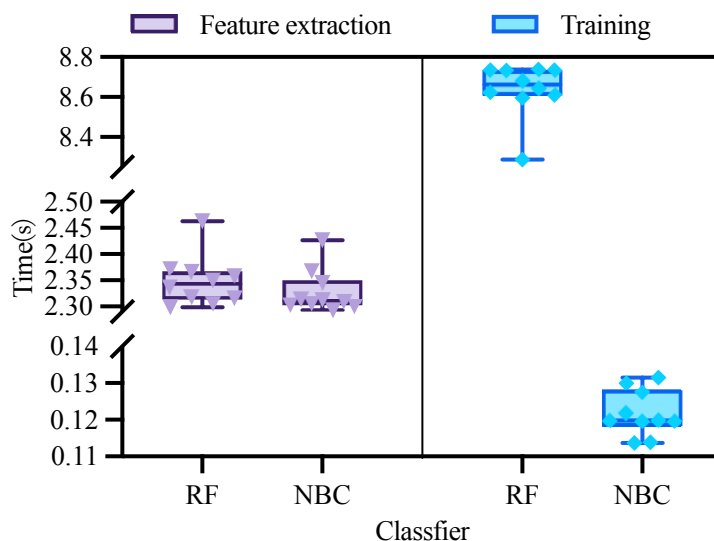 Feature extraction
Training
8.8
8.6
8.4
2.50
2.45
2.40
2.35
2.30
0.14
0.13
0.12
0.11
Time(s)
RF
NBC
RF
NBC
Classfier